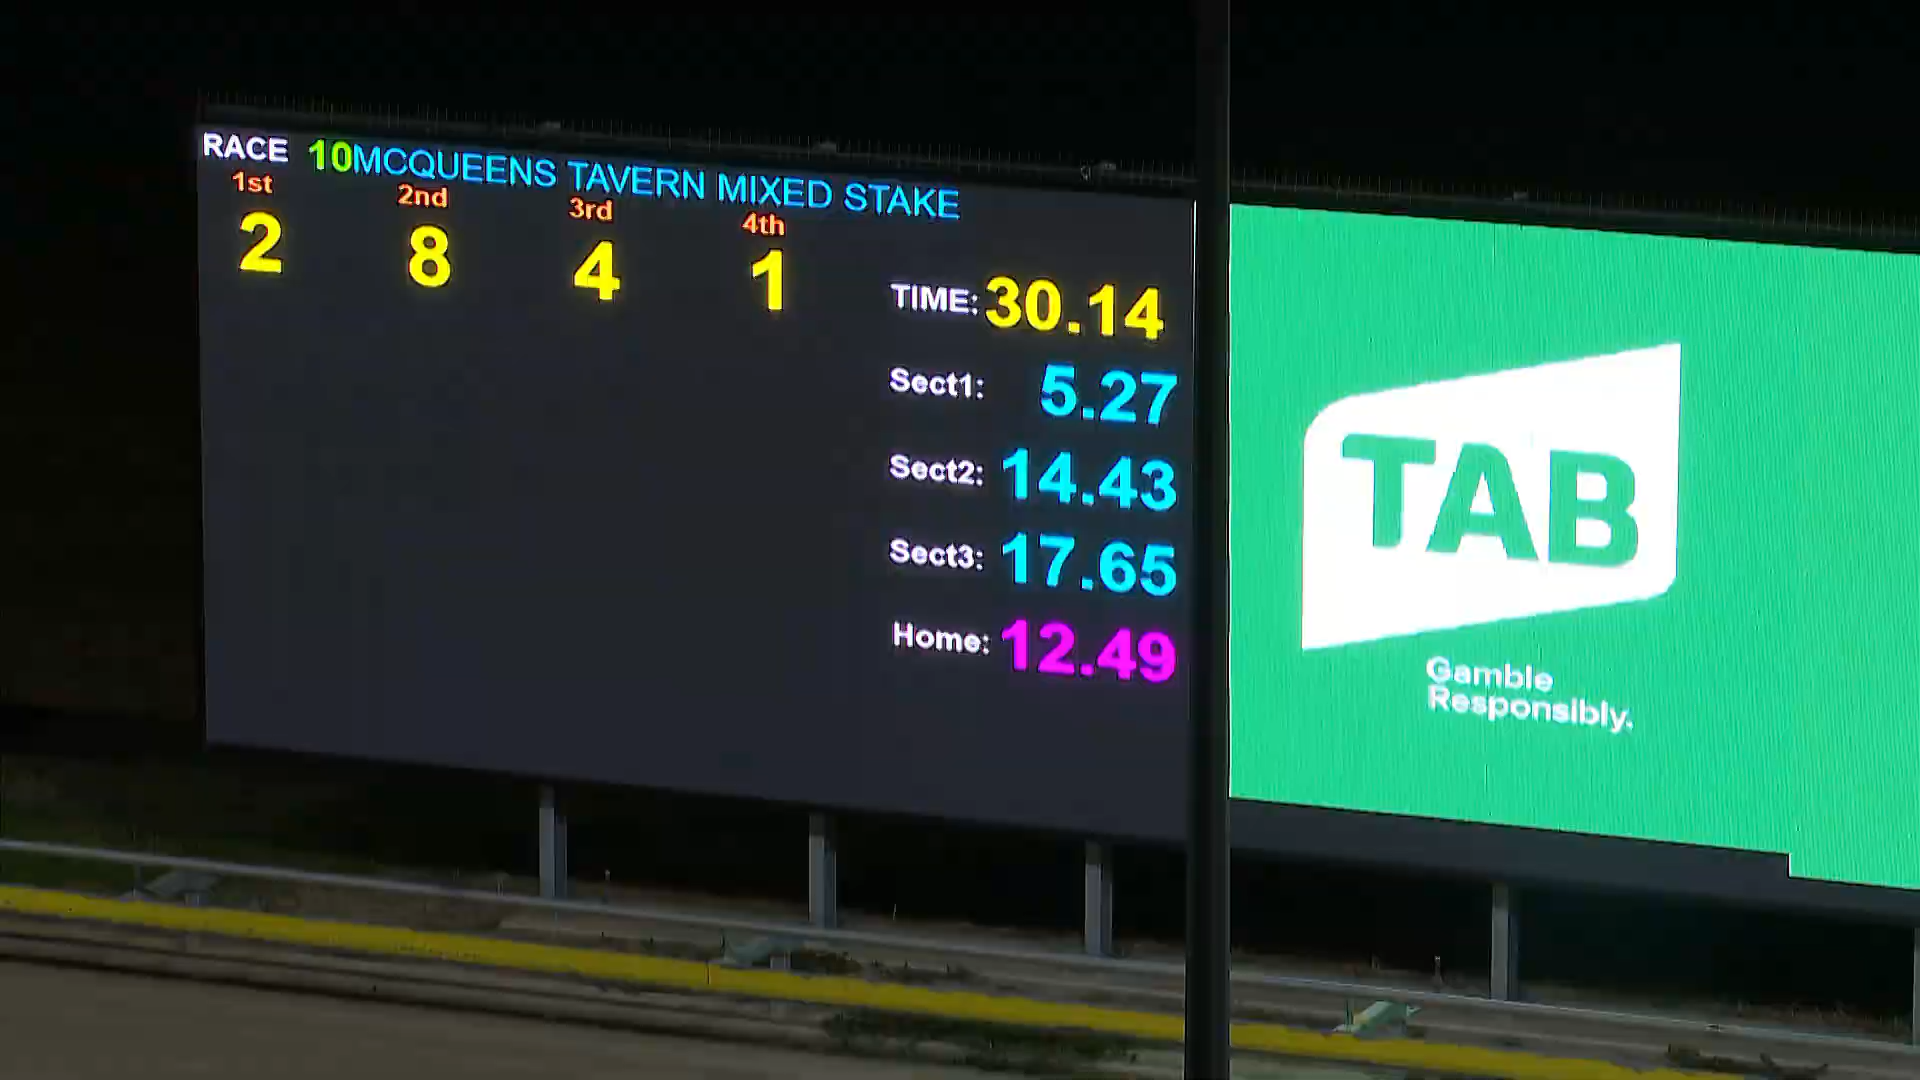 RACE 10MCQUEENS TAVERN MIXED STAKE
1st 2nd 3rd 4th
2 8 4 1
TIME: 30.14
Sect1: 5.27
Sect2: 14.43
Sect3: 17.65
Home: 12.49
TAB
Gamble
Responsibly.